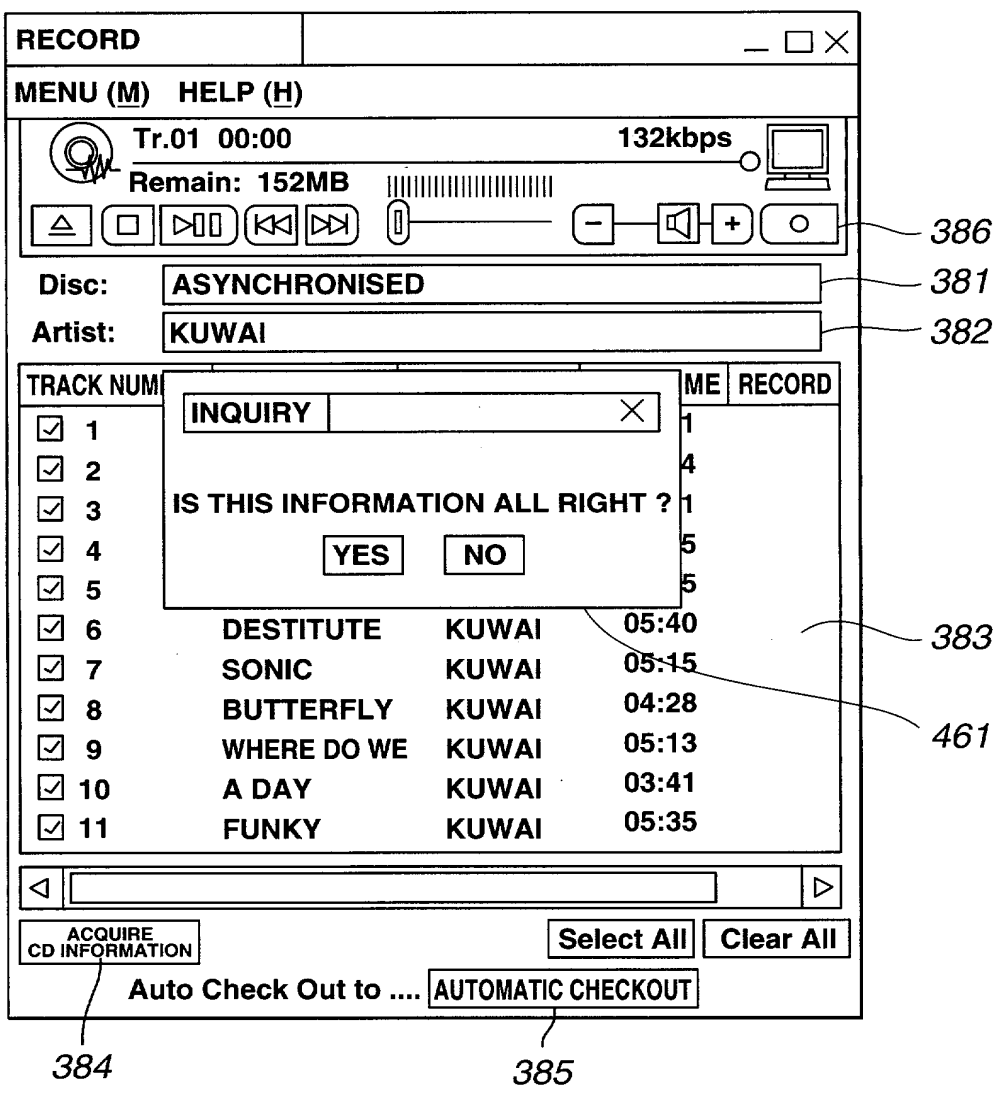 RECORD
MENU (M) HELP (H)
Tr.01 00:00 132kbps
Remain: 152MB
386
Disc: ASYNCHRONISED 381
Artist: KUWAI 382
TRACK NUM ME RECORD
INQUIRY
1 1
2 4
3 1
IS THIS INFORMATION ALL RIGHT ?
4 5
YES NO
5 5
6 DESTITUTE KUWAI 05:40 383
7 SONIC KUWAI 05:15
8 BUTTERFLY KUWAI 04:28
461
9 WHERE DO WE KUWAI 05:13
10 A DAY KUWAI 03:41
11 FUNKY KUWAI 05:35
ACQUIRE
CD INFORMATION
Select All Clear All
Auto Check Out to .... AUTOMATIC CHECKOUT
384
385